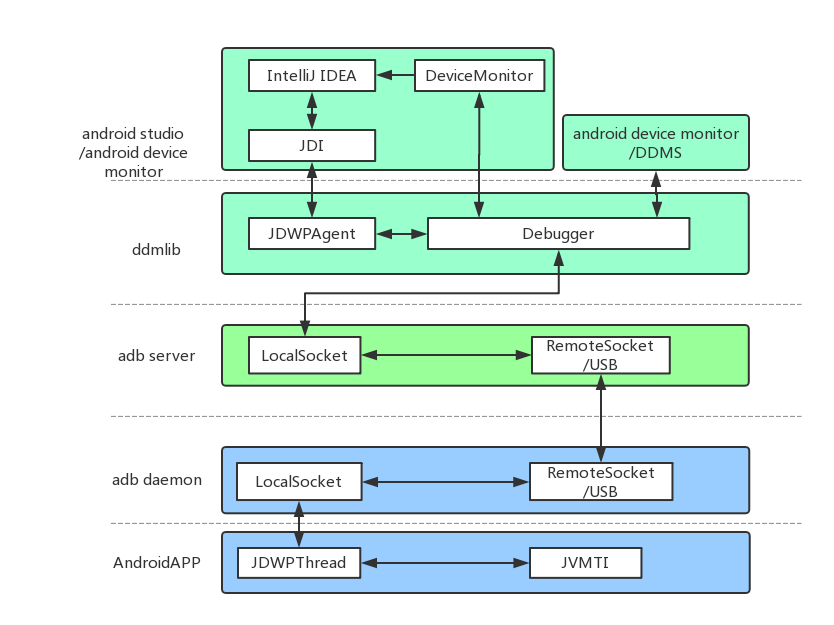 IntelliJ IDEA
DeviceMonitor
android studio
/android device
monitor
JDI
android device monitor
/DDMS
ddmlib
JDWPAgent
Debugger
adb server
LocalSocket
RemoteSocket
/USB
adb daemon
LocalSocket
RemoteSocket
/USB
AndroidAPP
JDWPThread
JVMTI